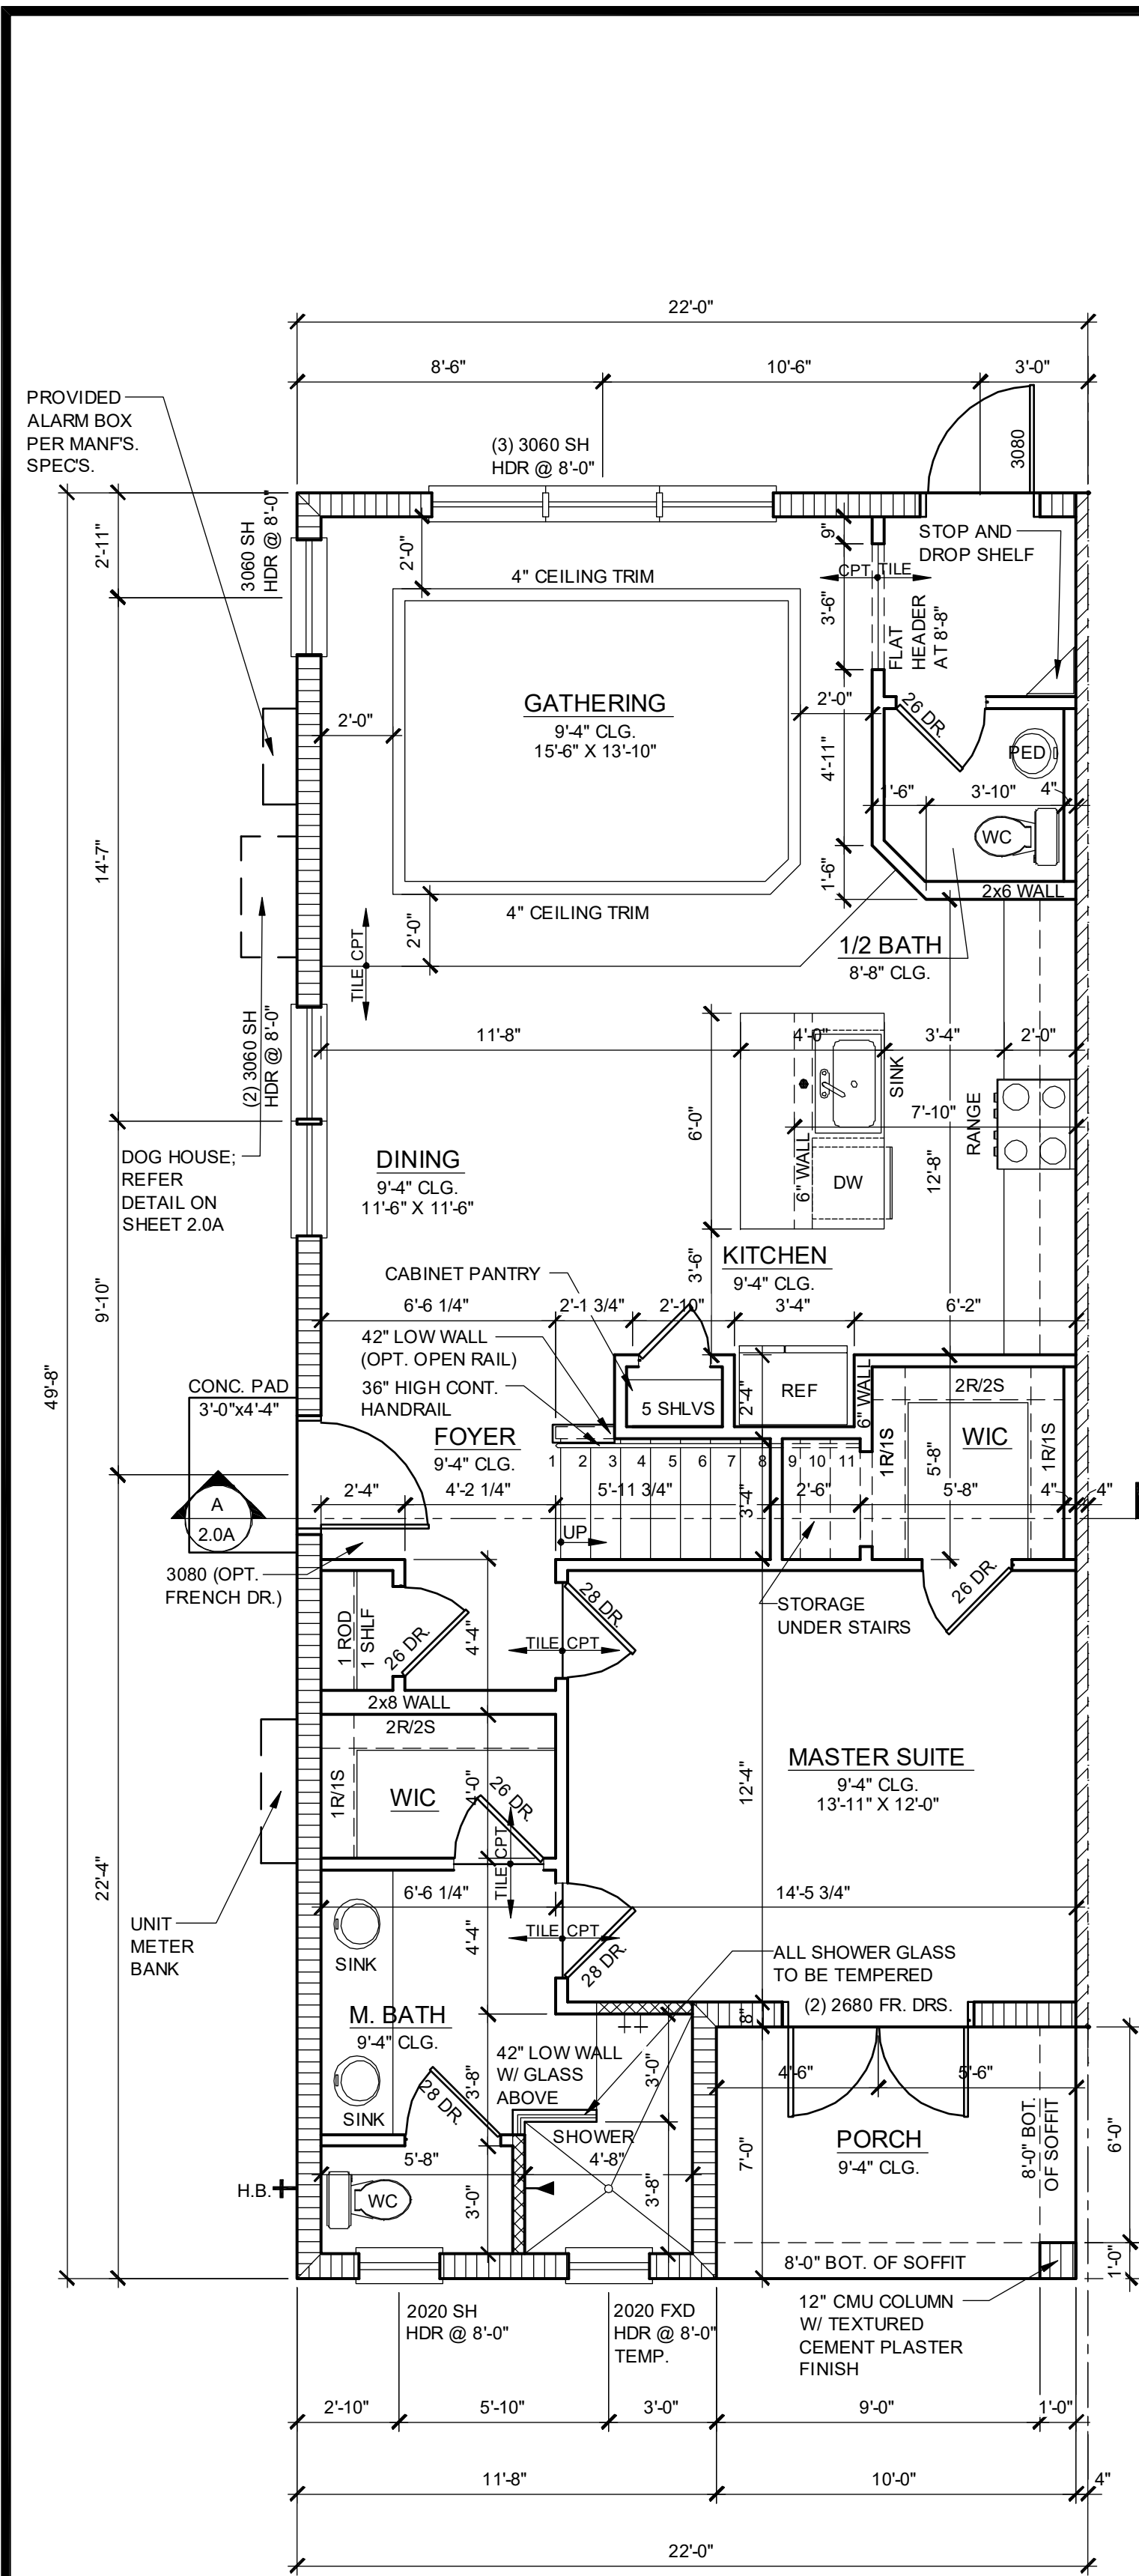 22'-0"
8'-6"
10'-6"
3'-0"
PROVIDED
ALARM BOX
PER MANF'S.
SPEC'S.
(3) 3060 SH
HDR @ 8'-0"
3080
2'-11"
3060 SH
HDR @ 8'-0"
2'-0"
4" CEILING TRIM
9"
CPT
TILE
STOP AND
DROP SHELF
3'-6"
FLAT
HEADER
AT 8'-8"
GATHERING
9'-4" CLG.
15'-6" X 13'-10"
2'-0"
2'-0"
26 DR.
PED
4'-11"
1'-6"
3'-10"
4"
WC
14'-7"
1'-6"
2x6 WALL
4" CEILING TRIM
2'-0"
TILE
CPT
1/2 BATH
8'-8" CLG.
(2) 3060 SH
HDR @ 8'-0"
11'-8"
4'-0"
3'-4"
2'-0"
SINK
7'-10"
RANGE
6'-0"
6" WALL
12'-8"
DW
DOG HOUSE;
REFER
DETAIL ON
SHEET 2.0A
DINING
9'-4" CLG.
11'-6" X 11'-6"
KITCHEN
9'-4" CLG.
3'-6"
9'-10"
49'-8"
CABINET PANTRY
6'-6 1/4"
2'-1 3/4"
2'-10"
3'-4"
6'-2"
42" LOW WALL
(OPT. OPEN RAIL)
36" HIGH CONT.
HANDRAIL
CONC. PAD
3'-0"x4'-4"
5 SHLVS
2'-4"
REF
6" WALL
2R/2S
1R/1S
WIC
1R/1S
5'-8"
FOYER
9'-4" CLG.
1 2 3 4 5 6 7 8 9 10 11
2'-4"
4'-2 1/4"
5'-11 3/4"
3'-4"
2'-6"
5'-8"
4"
4"
A
2.0A
UP
3080 (OPT.
FRENCH DR.)
28 DR.
26 DR.
STORAGE
UNDER STAIRS
1 ROD
1 SHLF
26 DR.
4'-4"
TILE
CPT
2x8 WALL
2R/2S
1R/1S
WIC
4'-0"
26 DR.
TILE
CPT
MASTER SUITE
9'-4" CLG.
13'-11" X 12'-0"
12'-4"
22'-4"
6'-6 1/4"
14'-5 3/4"
UNIT
METER
BANK
SINK
4'-4"
TILE
CPT
28 DR.
ALL SHOWER GLASS
TO BE TEMPERED
(2) 2680 FR. DRS.
8"
M. BATH
9'-4" CLG.
42" LOW WALL
W/ GLASS
ABOVE
3'-0"
4'-6"
5'-6"
3'-8"
28 DR.
SINK
SHOWER
5'-8"
4'-8"
3'-8"
7'-0"
PORCH
9'-4" CLG.
8'-0" BOT.
OF SOFFIT
6'-0"
H.B.
WC
3'-0"
8'-0" BOT. OF SOFFIT
1'-0"
2020 SH
HDR @ 8'-0"
2020 FXD
HDR @ 8'-0"
TEMP.
12" CMU COLUMN
W/ TEXTURED
CEMENT PLASTER
FINISH
2'-10"
5'-10"
3'-0"
9'-0"
1'-0"
11'-8"
10'-0"
4"
22'-0"